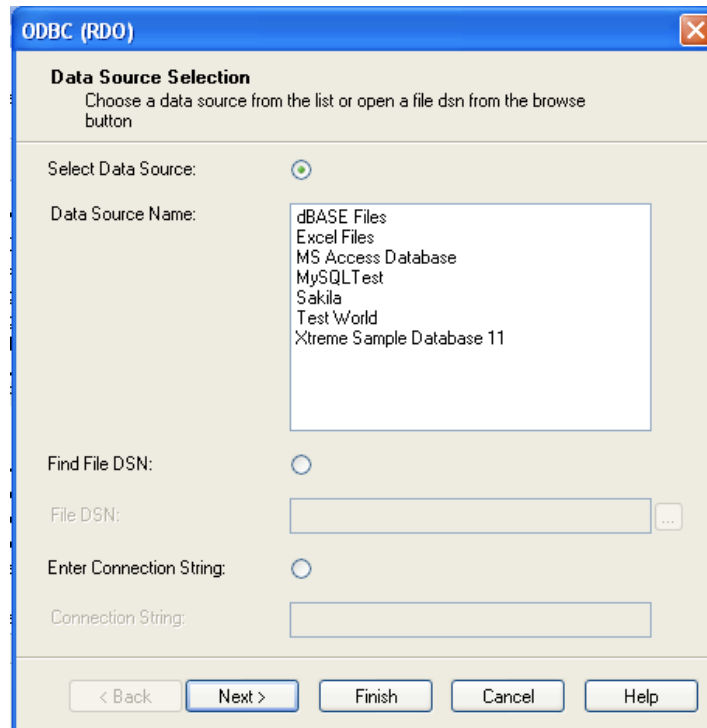 ODBC (RDO)
Data Source Selection
Choose a data source from the list or open a file dsn from the browse
button
Select Data Source:
Data Source Name:
dBASE Files
Excel Files
MS Access Database
MySQLTest
Sakila
Test World
Xtreme Sample Database 11
Find File DSN:
File DSN:
...
Enter Connection String:
Connection String:
< Back Next > Finish Cancel Help